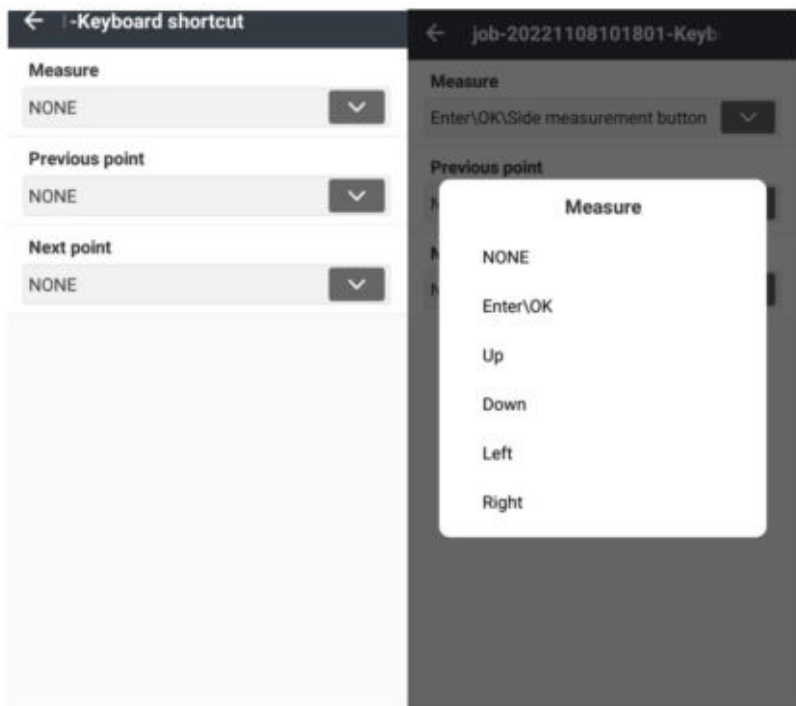 -Keyboard shortcut
Measure
NONE
Previous point
NONE
Next point
NONE
job-20221108101801-Keyb
Measure
Enter\OK\Side measurement button
Previous point
Measure
NONE
Enter\OK
Up
Down
Left
Right